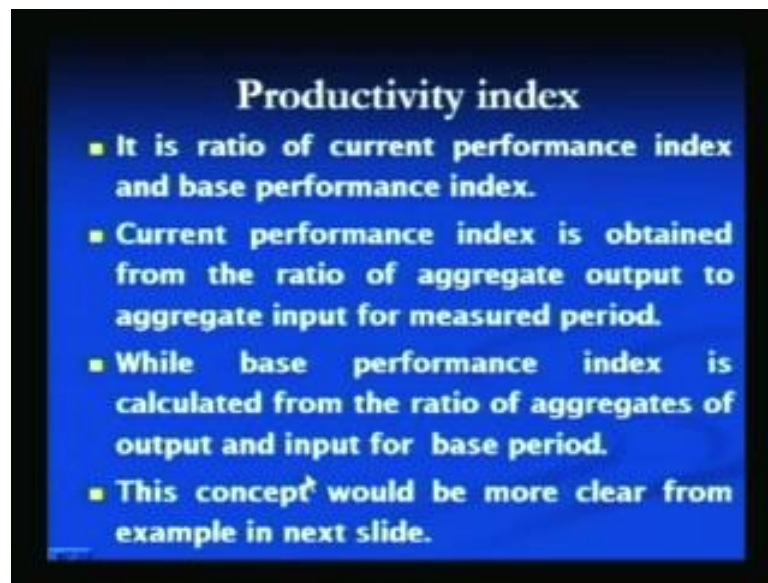 Productivity index
It is ratio of current performance index
and base performance index.
Current performance index is obtained
from the ratio of aggregate output to
aggregate input for measured period.
While base performance index is
calculated from the ratio of aggregates of
output and input for base period.
This concept would be more clear from
example in next slide.